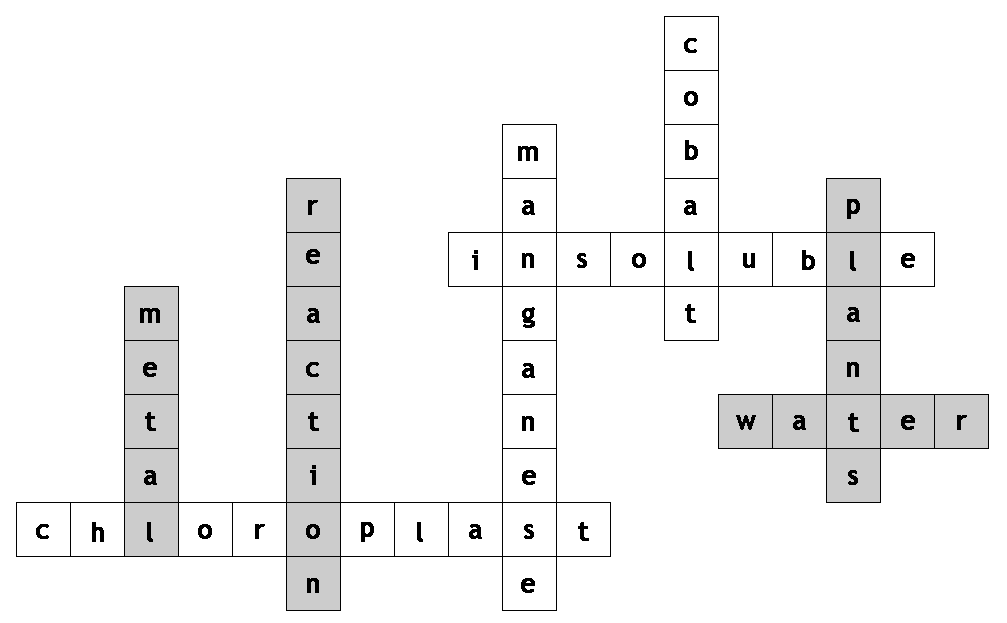 cobalt
manganese
reaction
plants
insoluble
metal
water
chloroplast